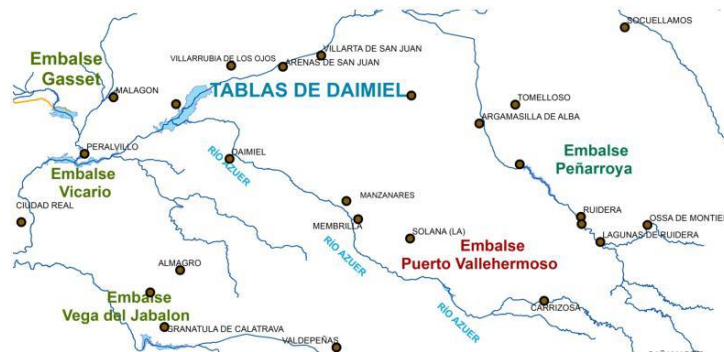 SOCUELLAMOS
VILLARTA DE SAN JUAN
VILLARRUBIA DE LOS OJOS
ARENAS DE SAN JUAN
Embalse
Gasset
MALAGON
TABLAS DE DAIMIEL
TOMELLOSO
ARGAMASILLA DE ALBA
PERALVILLO
RÍO AZUER
DAIMIEL
Embalse
Peñarroya
Embalse
Vicario
CIUDAD REAL
MANZANARES
MEMBRILLA
RUIDERA
OSSA DE MONTIE
SOLANA (LA)
LAGUNAS DE RUIDERA
RÍO AZUER
Embalse
Puerto Vallehermoso
ALMAGRO
Embalse
Vega del Jabalon
RÍO AZUER
CARRIZOSA
GRANATULA DE CALATRAVA
VALDEPEÑAS